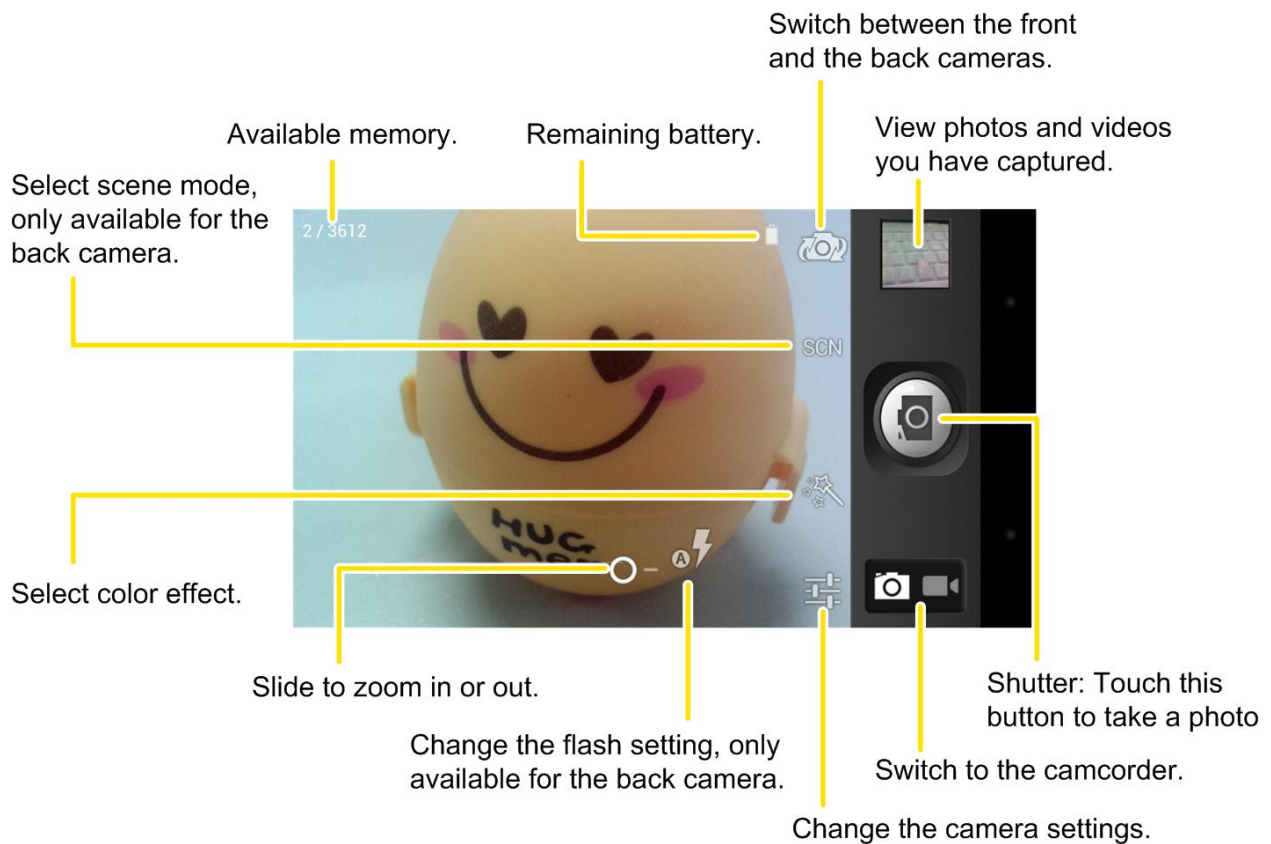 Switch between the front
and the back cameras.
Available memory.
Remaining battery.
View photos and videos
you have captured.
Select scene mode,
only available for the
back camera.
2 / 3612
SCN
HUG
A
Select color effect.
Slide to zoom in or out.
Shutter: Touch this
button to take a photo
Change the flash setting, only
available for the back camera.
Switch to the camcorder.
Change the camera settings.